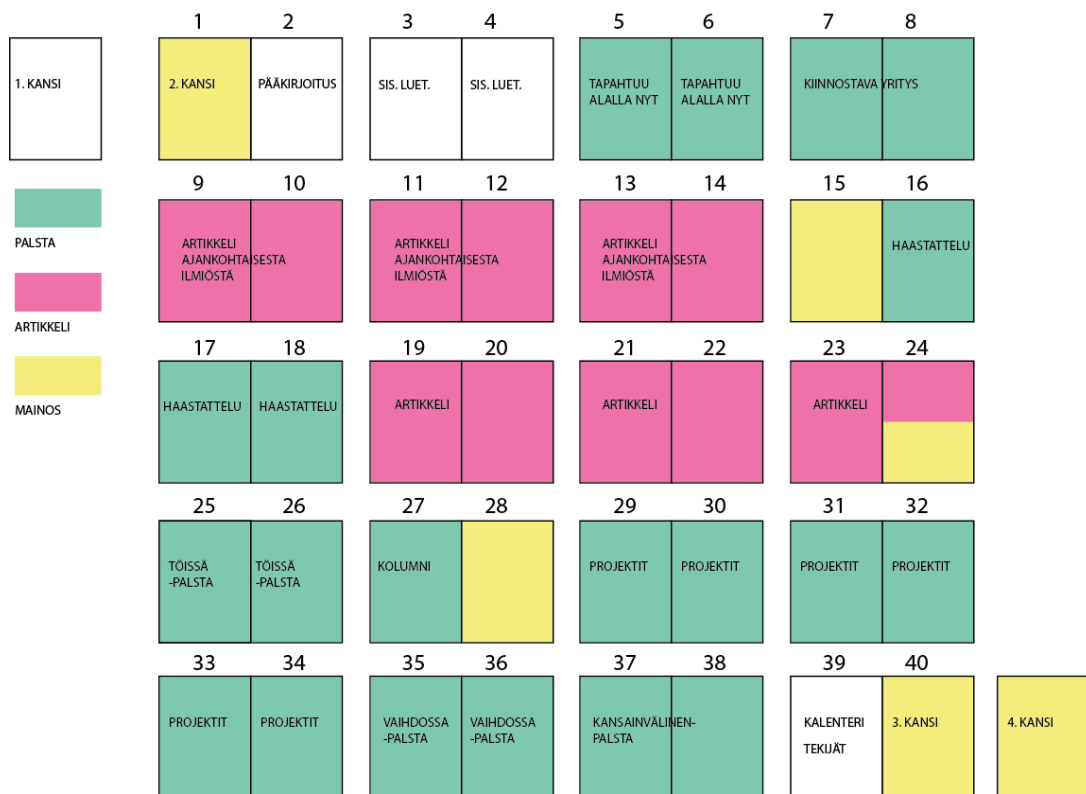 1 2 3 4 5 6 7 8
1. KANSI
2. KANSI
PÄÄKIRJOITUS
SIS. LUET.
SIS. LUET.
TAPAHTUU
ALALLA NYT
TAPAHTUU
ALALLA NYT
KIINNOSTAVA YRITYS
PALSTA
ARTIKKELI
MAINOS
9 10 11 12 13 14 15 16
ARTIKKELI
AJANKOHTAISESTA
ILMIÖSTÄ
ARTIKKELI
AJANKOHTAISESTA
ILMIÖSTÄ
ARTIKKELI
AJANKOHTAISESTA
ILMIÖSTÄ
HAASTATTELU
17 18 19 20 21 22 23 24
HAASTATTELU
HAASTATTELU
ARTIKKELI
ARTIKKELI
ARTIKKELI
25 26 27 28 29 30 31 32
TÖISSÄ
-PALSTA
TÖISSÄ
-PALSTA
KOLUMNI
PROJEKTIT
PROJEKTIT
PROJEKTIT
PROJEKTIT
33 34 35 36 37 38 39 40
PROJEKTIT
PROJEKTIT
VAIHDOSSA
-PALSTA
VAIHDOSSA
-PALSTA
KANSAINVÄLINEN-
PALSTA
KALENTERI
TEKIJÄT
3. KANSI
4. KANSI